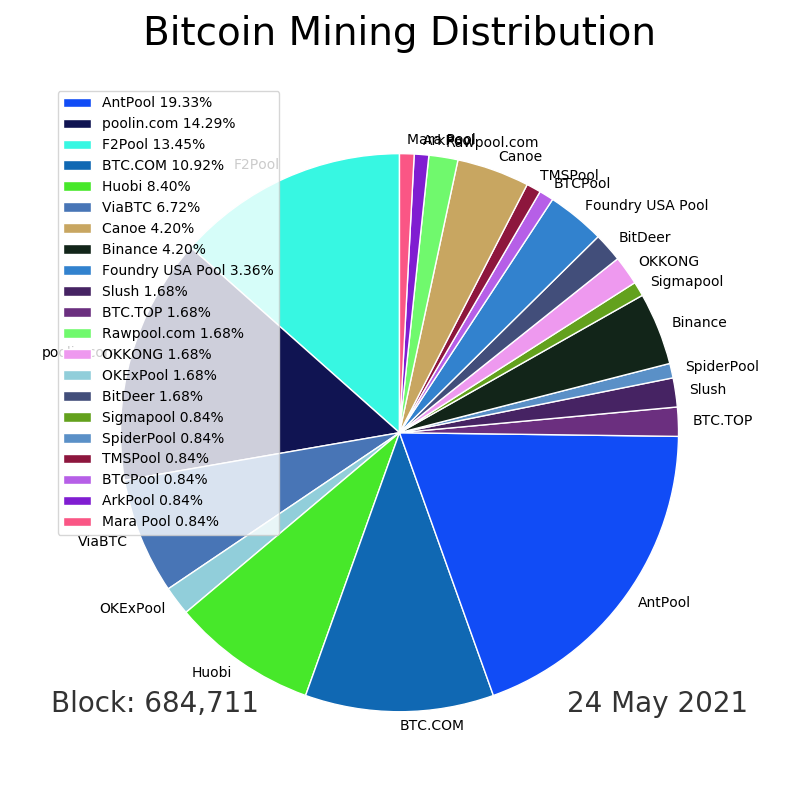 Bitcoin Mining Distribution
AntPool 19.33%
poolin.com 14.29%
F2Pool 13.45%
BTC.COM 10.92%
Huobi 8.40%
ViaBTC 6.72%
Canoe 4.20%
Binance 4.20%
Foundry USA Pool 3.36%
Slush 1.68%
BTC.TOP 1.68%
Rawpool.com 1.68%
OKKONG 1.68%
OKExPool 1.68%
BitDeer 1.68%
Sigmapool 0.84%
SpiderPool 0.84%
TMSPool 0.84%
BTCPool 0.84%
ArkPool 0.84%
Mara Pool 0.84%
F2Pool
poolin.com
ViaBTC
OKExPool
Huobi
BTC.COM
AntPool
BTC.TOP
Slush
SpiderPool
Binance
Sigmapool
OKKONG
BitDeer
Foundry USA Pool
BTCPool
TMSPool
Canoe
Rawpool.com
ArkPool
Mara Pool
Block: 684,711
24 May 2021